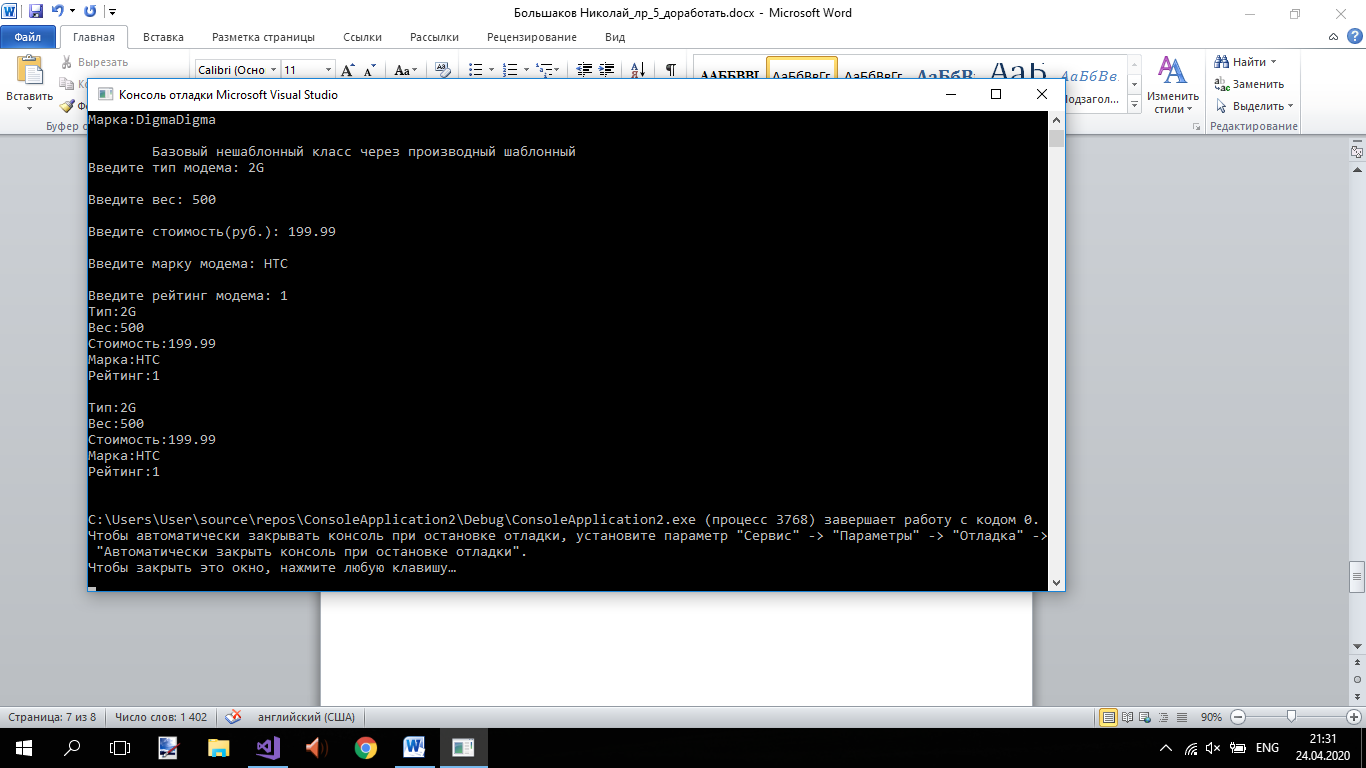 Большаков Николай_лр_5_доработать.docx - Microsoft Word
Файл Главная Вставка Разметка страницы Ссылки Рассылки Рецензирование Вид
Вставить
Вырезать
Буфер
Calibri (Осно 11
Аа
АаБбВвГг АаБбВвГг
Изменить стили
Найти
Заменить
Выделить
Редактирование
Консоль отладки Microsoft Visual Studio
Марка:DigmaDigma
Базовый нешаблонный класс через производный шаблонный
Введите тип модема: 2G
Введите вес: 500
Введите стоимость(руб.): 199.99
Введите марку модема: HTC
Введите рейтинг модема: 1
Тип:2G
Вес:500
Стоимость:199.99
Марка:HTC
Рейтинг:1
Тип:2G
Вес:500
Стоимость:199.99
Марка:HTC
Рейтинг:1
C:\Users\User\source\repos\ConsoleApplication2\Debug\ConsoleApplication2.exe (процесс 3768) завершает работу с кодом 0.
Чтобы автоматически закрывать консоль при остановке отладки, установите параметр "Сервис" -> "Параметры" -> "Отладка" ->
"Автоматически закрыть консоль при остановке отладки".
Чтобы закрыть это окно, нажмите любую клавишу…
Страница: 7 из 8 Число слов: 1 402 английский (США) 90%
ENG
21:31
24.04.2020